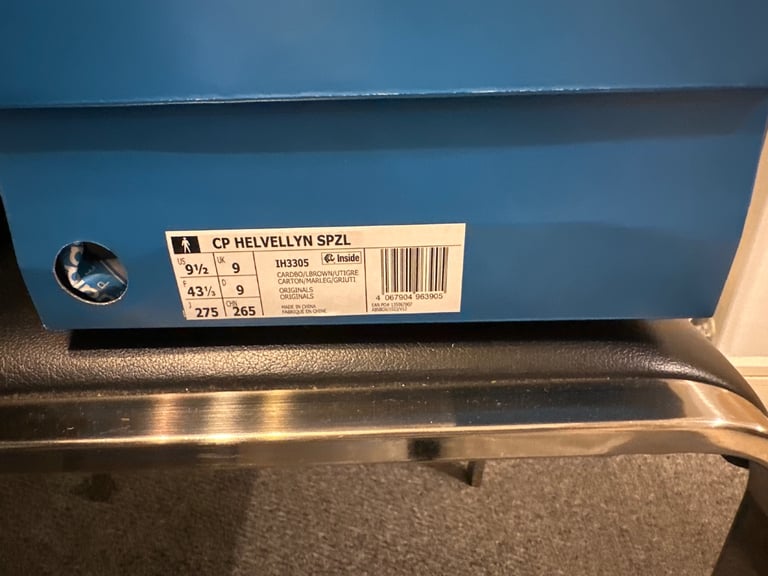 CP HELVELLYN SPZL
US 9½ UK 9
F 43⅓ D 9
J 275 CHN 265
IH3305 Inside
CARDBO/LBROWN/UTIGRE
CARTON/MARLEG/GRIUTI
ORIGINALS
ORIGINALS
MADE IN CHINA
FABRIQUE EN CHINE
4 067904 963905